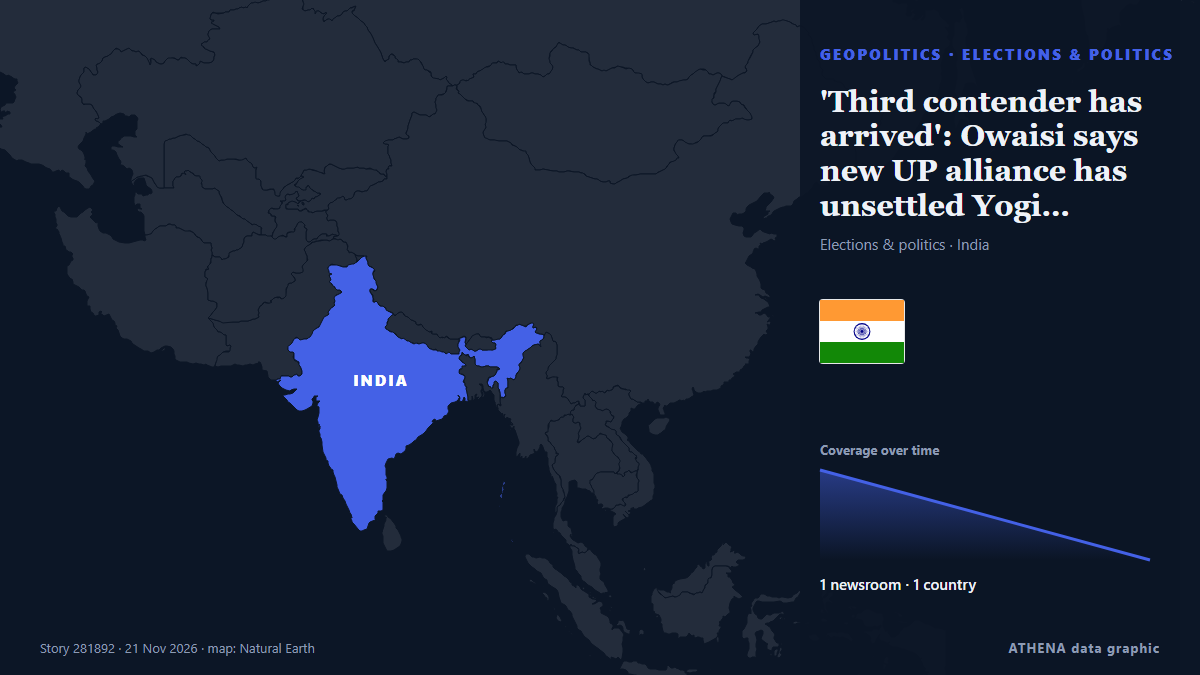 GEOPOLITICS · ELECTIONS & POLITICS
'Third contender has
arrived': Owaisi says
new UP alliance has
unsettled Yogi...
Elections & politics · India
INDIA
Coverage over time
1 newsroom · 1 country
Story 281892 · 21 Nov 2026 · map: Natural Earth
ATHENA data graphic